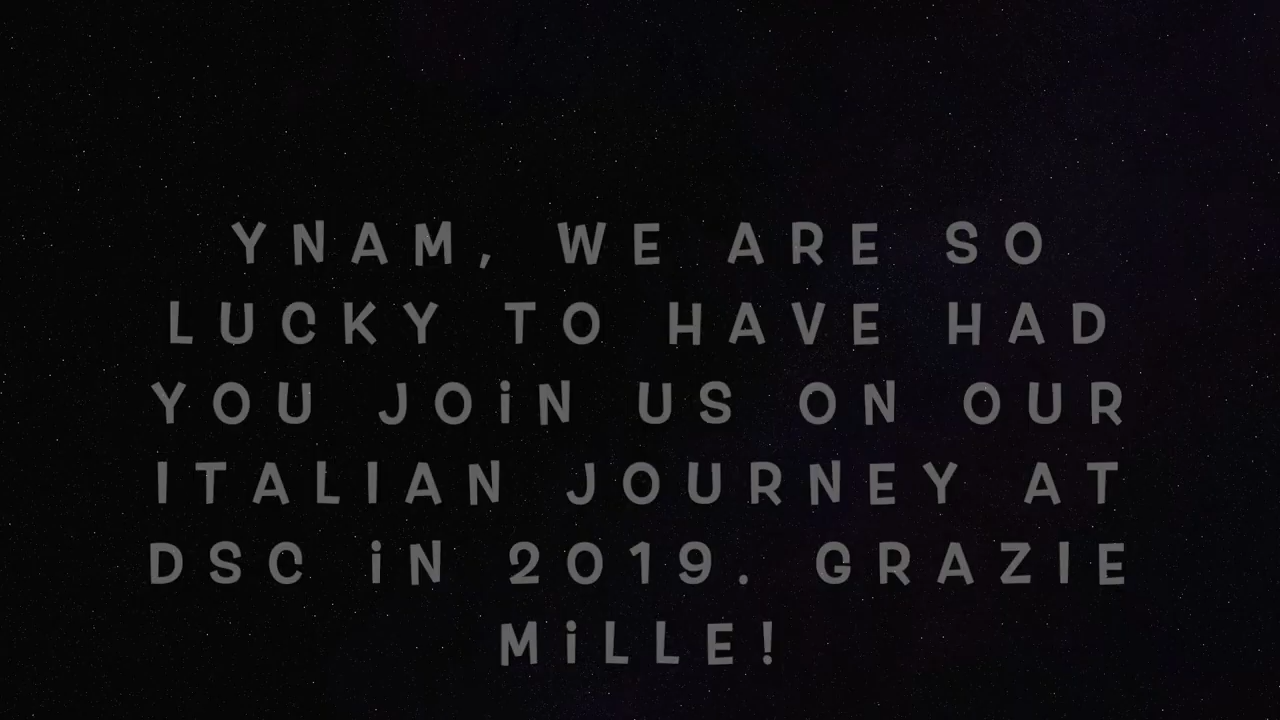 YNAM, WE ARE SO
LUCKY TO HAVE HAD
YOU JOiN US ON OUR
ITALIAN JOURNEY AT
DSC iN 2019. GRAZIE
MiLLE!